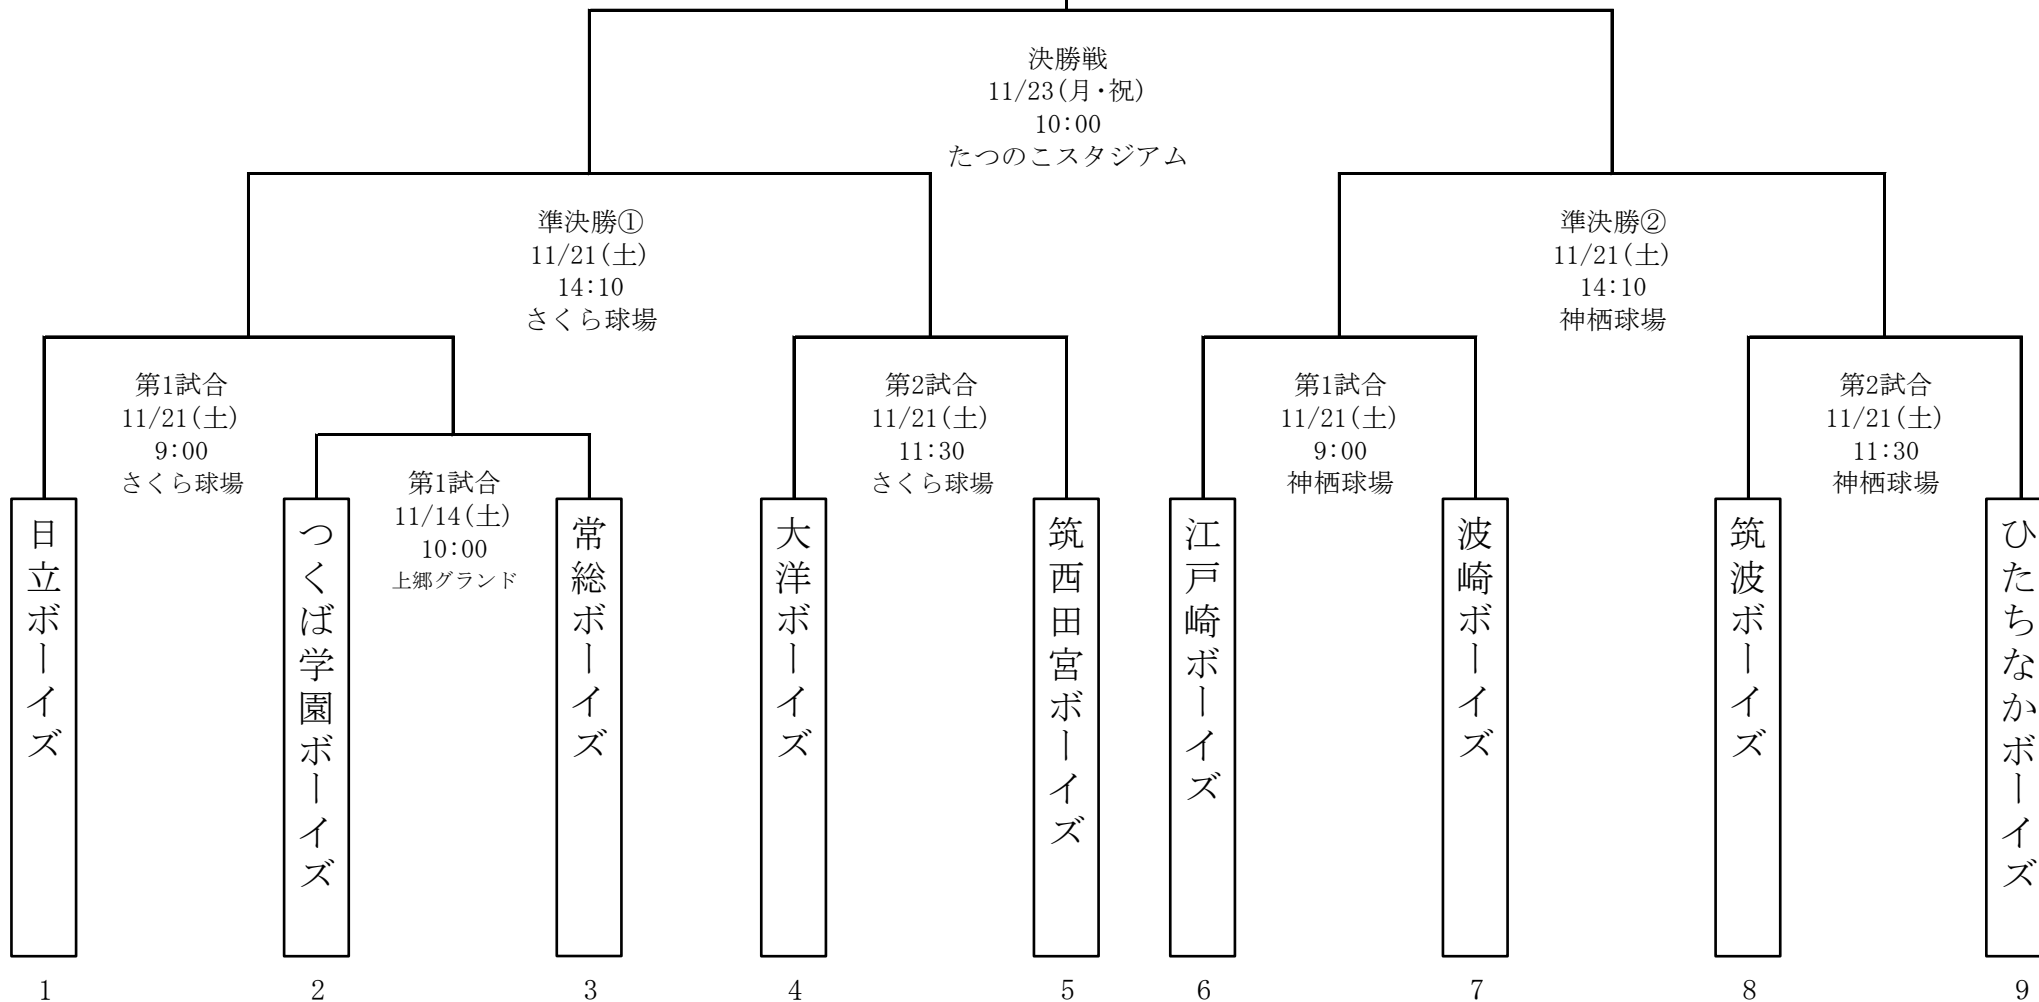 決勝戦
11/23(月・祝)
10:00
たつのこスタジアム
準決勝①
11/21(土)
14:10
さくら球場
準決勝②
11/21(土)
14:10
神栖球場
第1試合
11/21(土)
9:00
さくら球場
第2試合
11/21(土)
11:30
さくら球場
第1試合
11/21(土)
9:00
神栖球場
第2試合
11/21(土)
11:30
神栖球場
第1試合
11/14(土)
10:00
上郷グランド
日立ボーイズ
つくば学園ボーイズ
常総ボーイズ
大洋ボーイズ
筑西田宮ボーイズ
江戸崎ボーイズ
波崎ボーイズ
筑波ボーイズ
ひたちなかボーイズ
1
2
3
4
5
6
7
8
9